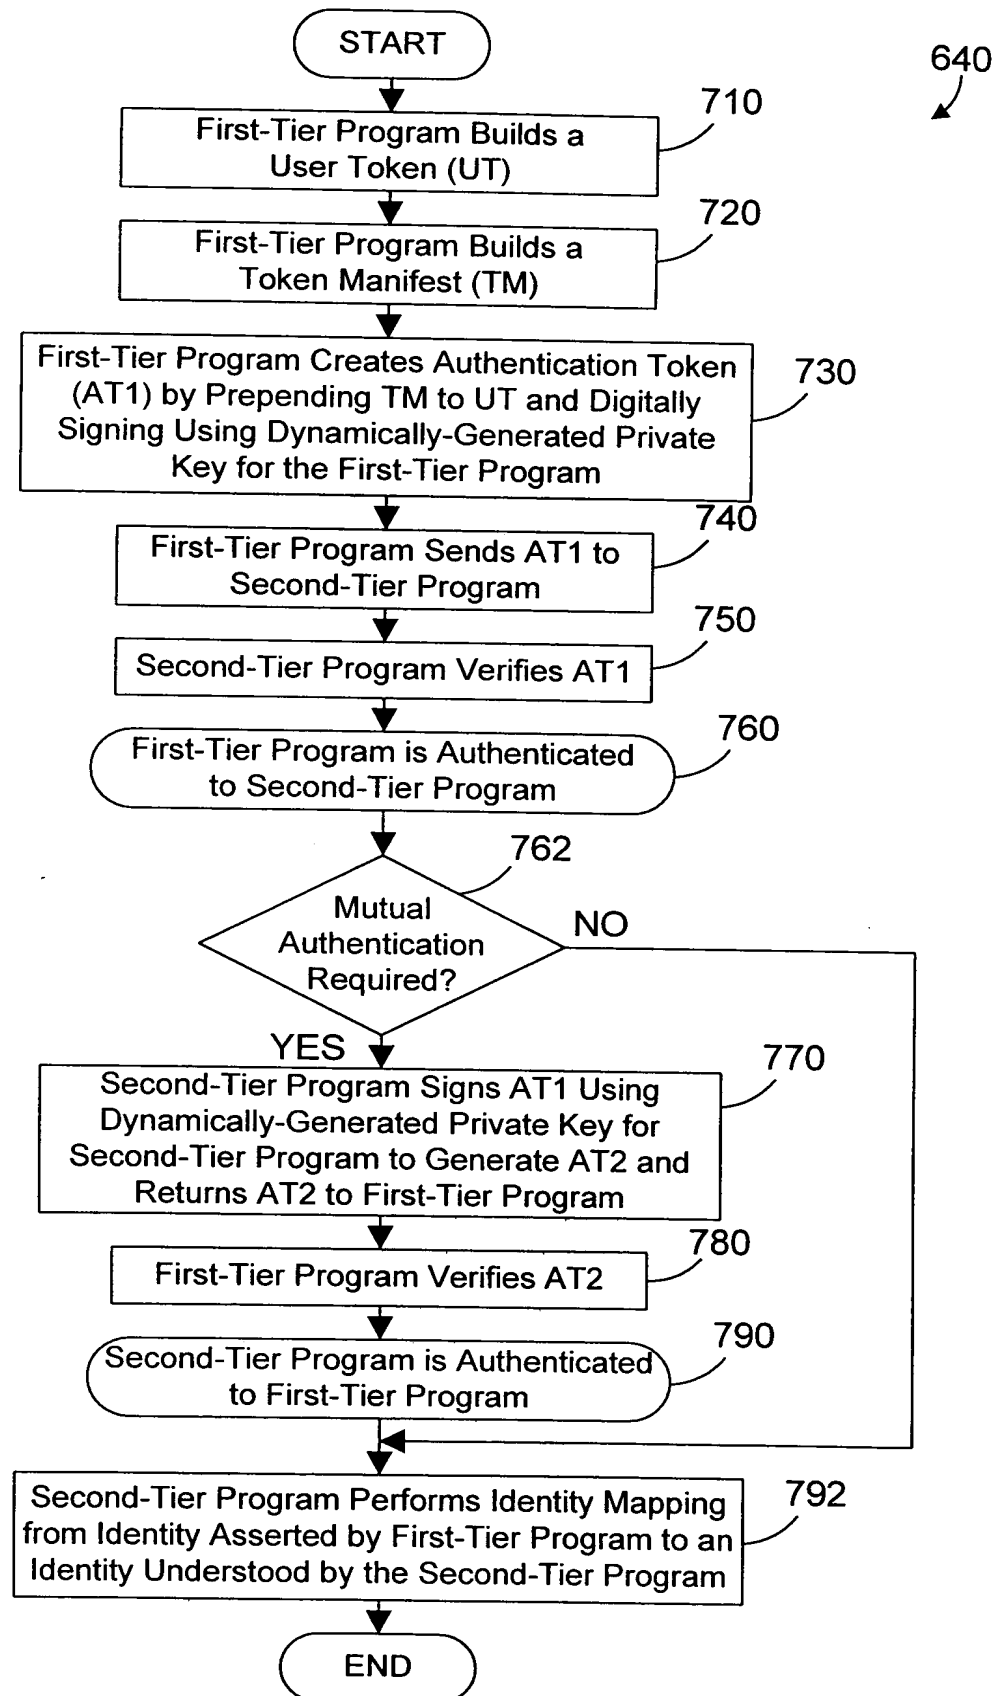 START
640
710
First-Tier Program Builds a
User Token (UT)
720
First-Tier Program Builds a
Token Manifest (TM)
730
First-Tier Program Creates Authentication Token
(AT1) by Prepending TM to UT and Digitally
Signing Using Dynamically-Generated Private
Key for the First-Tier Program
740
First-Tier Program Sends AT1 to
Second-Tier Program
750
Second-Tier Program Verifies AT1
760
First-Tier Program is Authenticated
to Second-Tier Program
762
Mutual
Authentication
Required?
NO
YES
770
Second-Tier Program Signs AT1 Using
Dynamically-Generated Private Key for
Second-Tier Program to Generate AT2 and
Returns AT2 to First-Tier Program
780
First-Tier Program Verifies AT2
790
Second-Tier Program is Authenticated
to First-Tier Program
792
Second-Tier Program Performs Identity Mapping
from Identity Asserted by First-Tier Program to an
Identity Understood by the Second-Tier Program
END